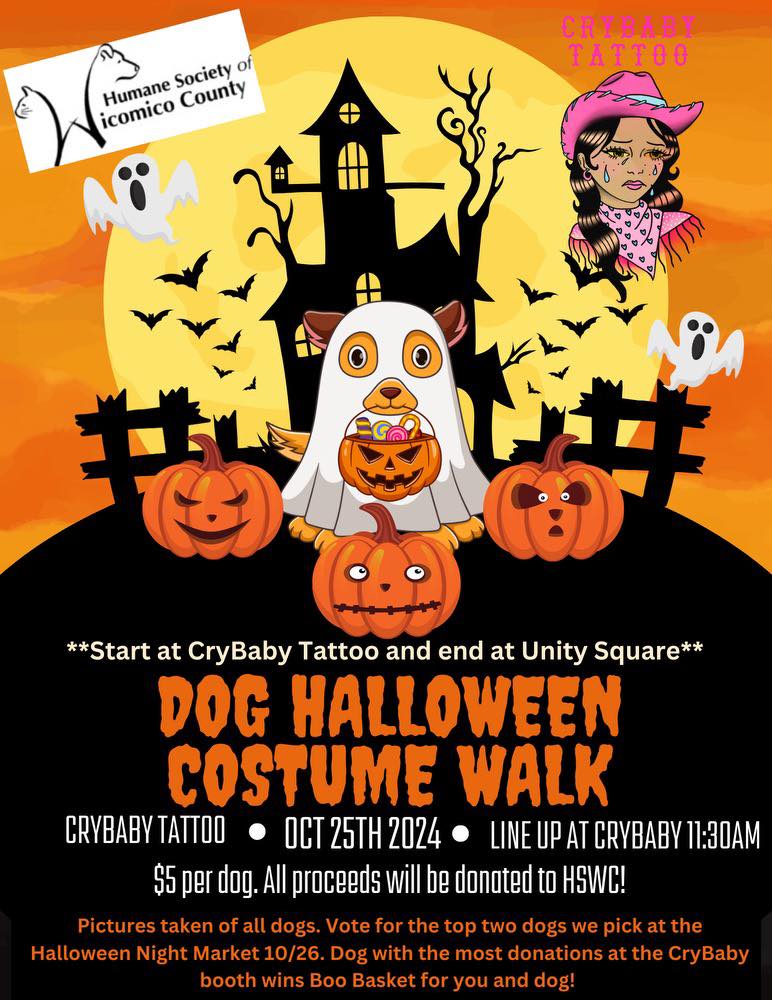 Humane Society of
Wicomico County
CRYBABY
TATTOO
**Start at CryBaby Tattoo and end at Unity Square**
DOG HALLOWEEN
COSTUME WALK
CRYBABY TATTOO • OCT 25TH 2024 • LINE UP AT CRYBABY 11:30AM
$5 per dog. All proceeds will be donated to HSWC!
Pictures taken of all dogs. Vote for the top two dogs we pick at the
Halloween Night Market 10/26. Dog with the most donations at the CryBaby
booth wins Boo Basket for you and dog!